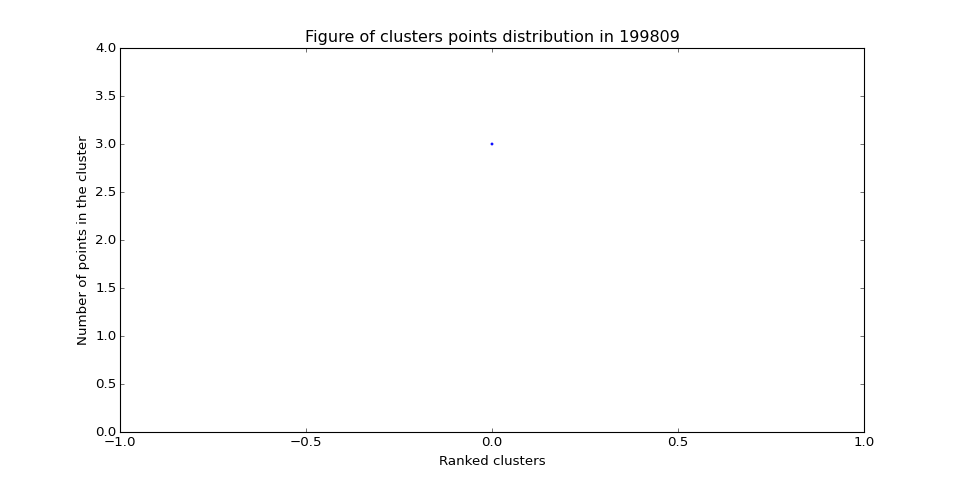 Figure of clusters points distribution in 199809
4.0
3.5
3.0
2.5
2.0
1.5
1.0
0.5
0.0
Number of points in the cluster
−1.0 −0.5 0.0 0.5 1.0
Ranked clusters